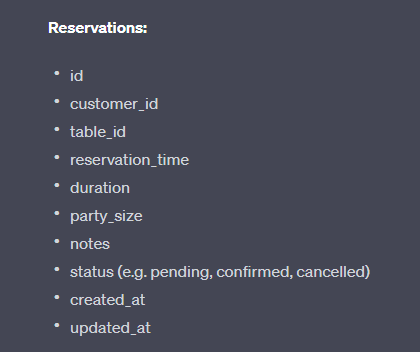 Reservations:
• id
• customer_id
• table_id
• reservation_time
• duration
• party_size
• notes
• status (e.g. pending, confirmed, cancelled)
• created_at
• updated_at